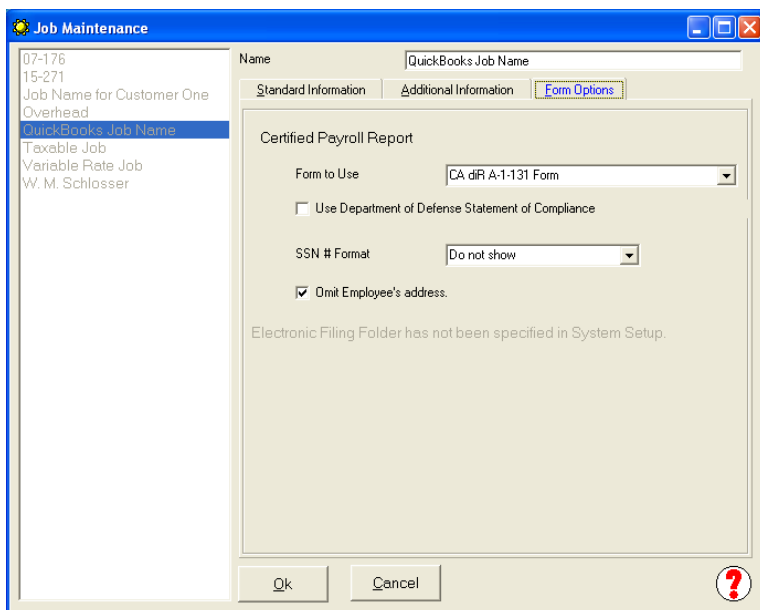 Job Maintenance
07-176
15-271
Job Name for Customer One
Overhead
QuickBooks Job Name
Taxable Job
Variable Rate Job
W. M. Schlosser
Name
QuickBooks Job Name
Standard Information
Additional Information
Form Options
Certified Payroll Report
Form to Use
CA diR A-1-131 Form
Use Department of Defense Statement of Compliance
SSN # Format
Do not show
Omit Employee's address.
Electronic Filing Folder has not been specified in System Setup.
Ok
Cancel
?